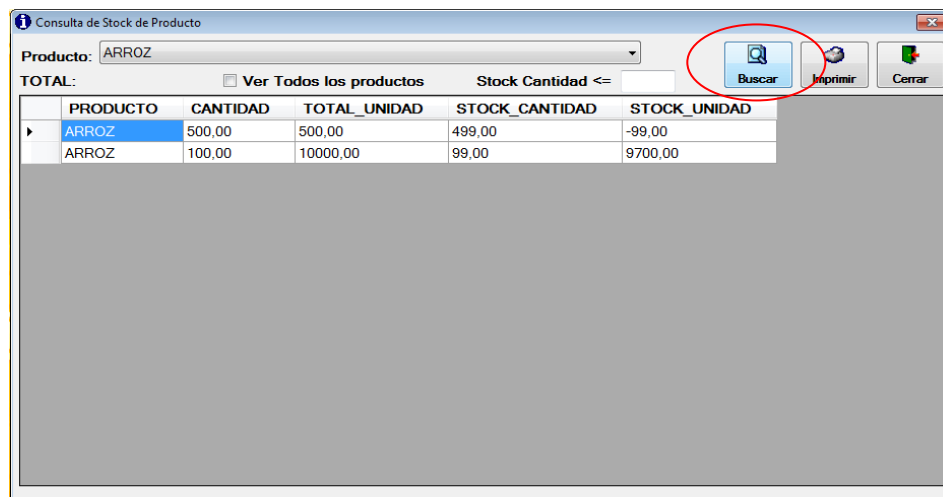 Consulta de Stock de Producto
Producto: ARROZ
Buscar Imprimir Cerrar
TOTAL: Ver Todos los productos Stock Cantidad <=
PRODUCTO CANTIDAD TOTAL_UNIDAD STOCK_CANTIDAD STOCK_UNIDAD
ARROZ 500,00 500,00 499,00 -99,00
ARROZ 100,00 10000,00 99,00 9700,00